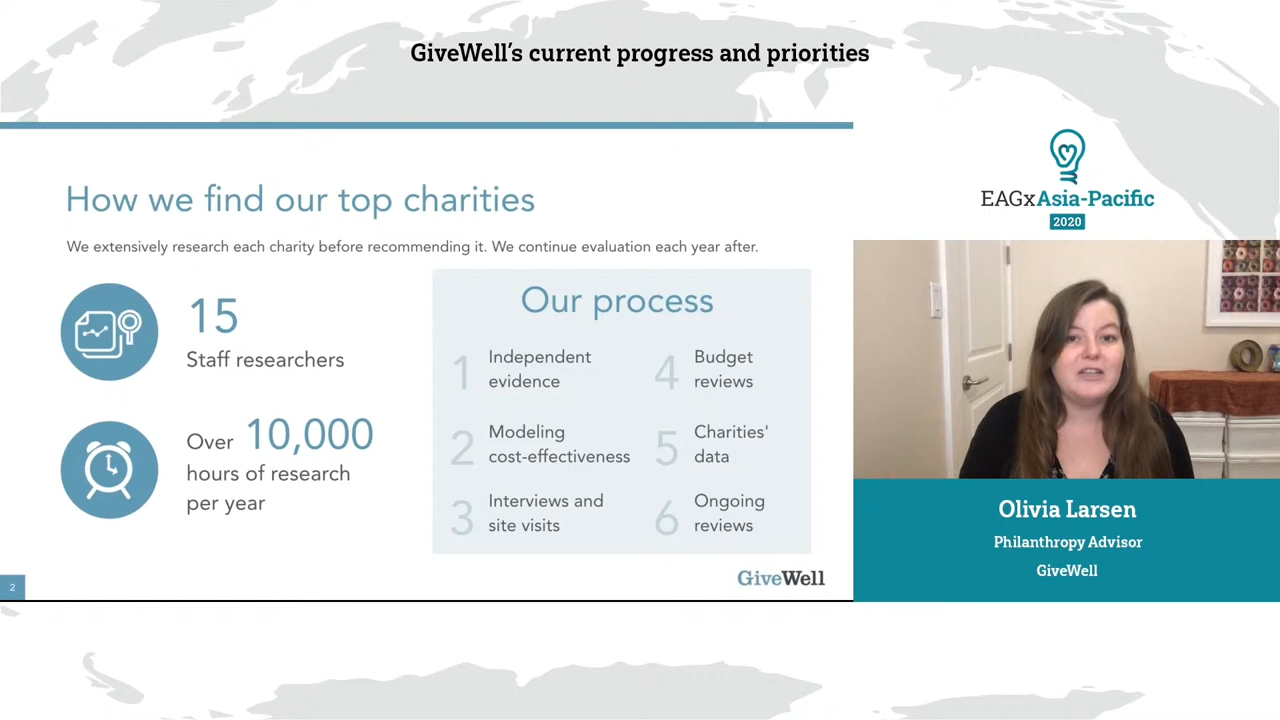 GiveWell's current progress and priorities
EAGxAsia-Pacific
2020
How we find our top charities
We extensively research each charity before recommending it. We continue evaluation each year after.
15
Staff researchers
Over 10,000
hours of research
per year
Our process
1 Independent
evidence
2 Modeling
cost-effectiveness
3 Interviews and
site visits
4 Budget
reviews
5 Charities'
data
6 Ongoing
reviews
2
GiveWell
Olivia Larsen
Philanthropy Advisor
GiveWell